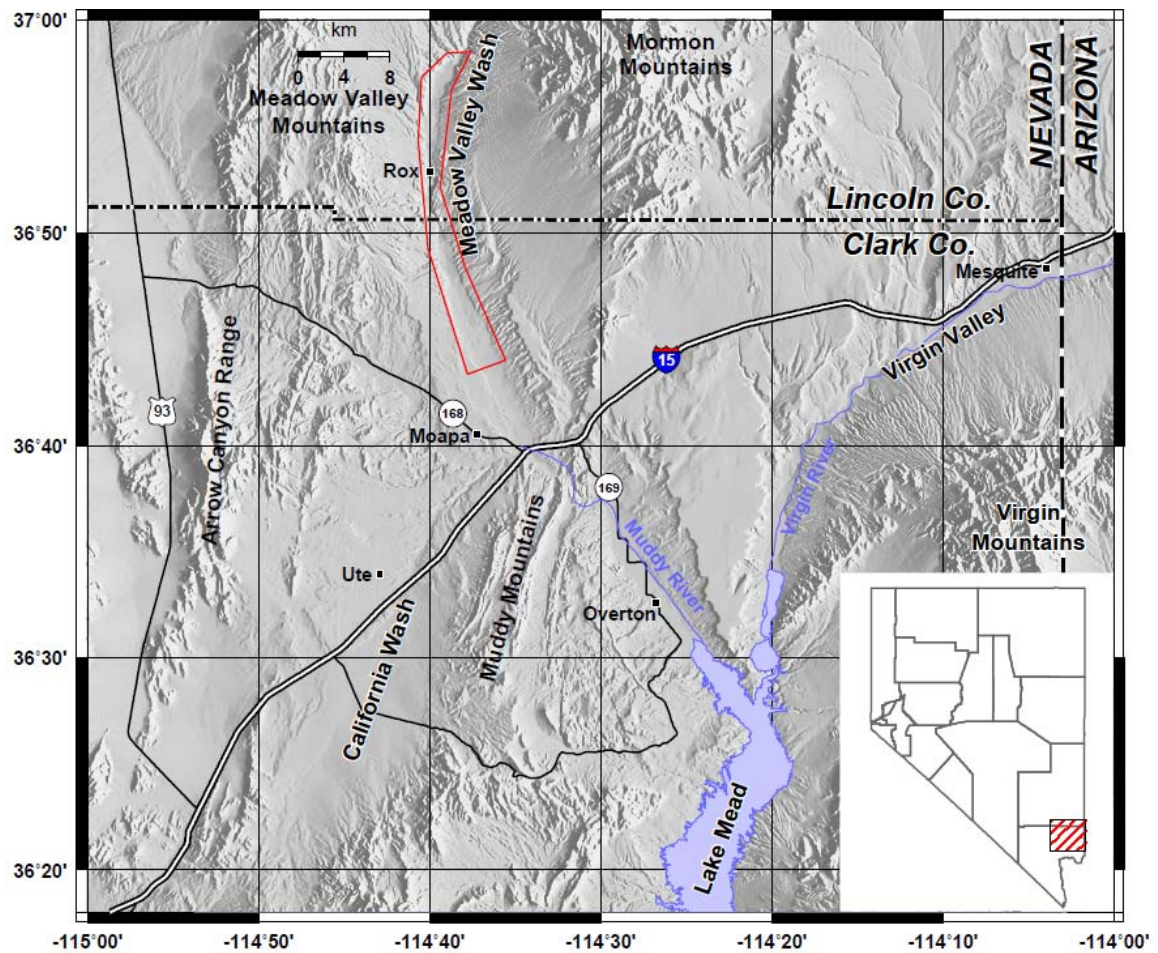 37°00'
km
0 4 8
Mormon
Mountains
NEVADA
ARIZONA
Meadow Valley
Mountains
Meadow Valley Wash
Rox
Lincoln Co.
36°50'
Clark Co.
Mesquite
Virgin Valley
15
93
Arrow Canyon Range
168
Moapa
36°40'
169
Virgin River
Muddy Mountains
Muddy River
Virgin
Mountains
Ute
Overton
California Wash
36°30'
Lake Mead
36°20'
-115°00' -114°50' -114°40' -114°30' -114°20' -114°10' -114°00'